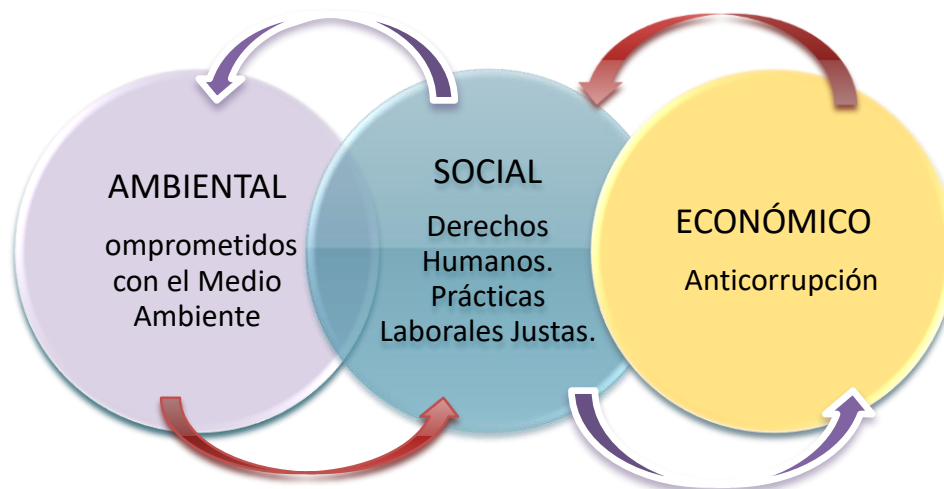 AMBIENTAL
omprometidos
con el Medio
Ambiente
SOCIAL
Derechos
Humanos.
Prácticas
Laborales Justas.
ECONÓMICO
Anticorrupción